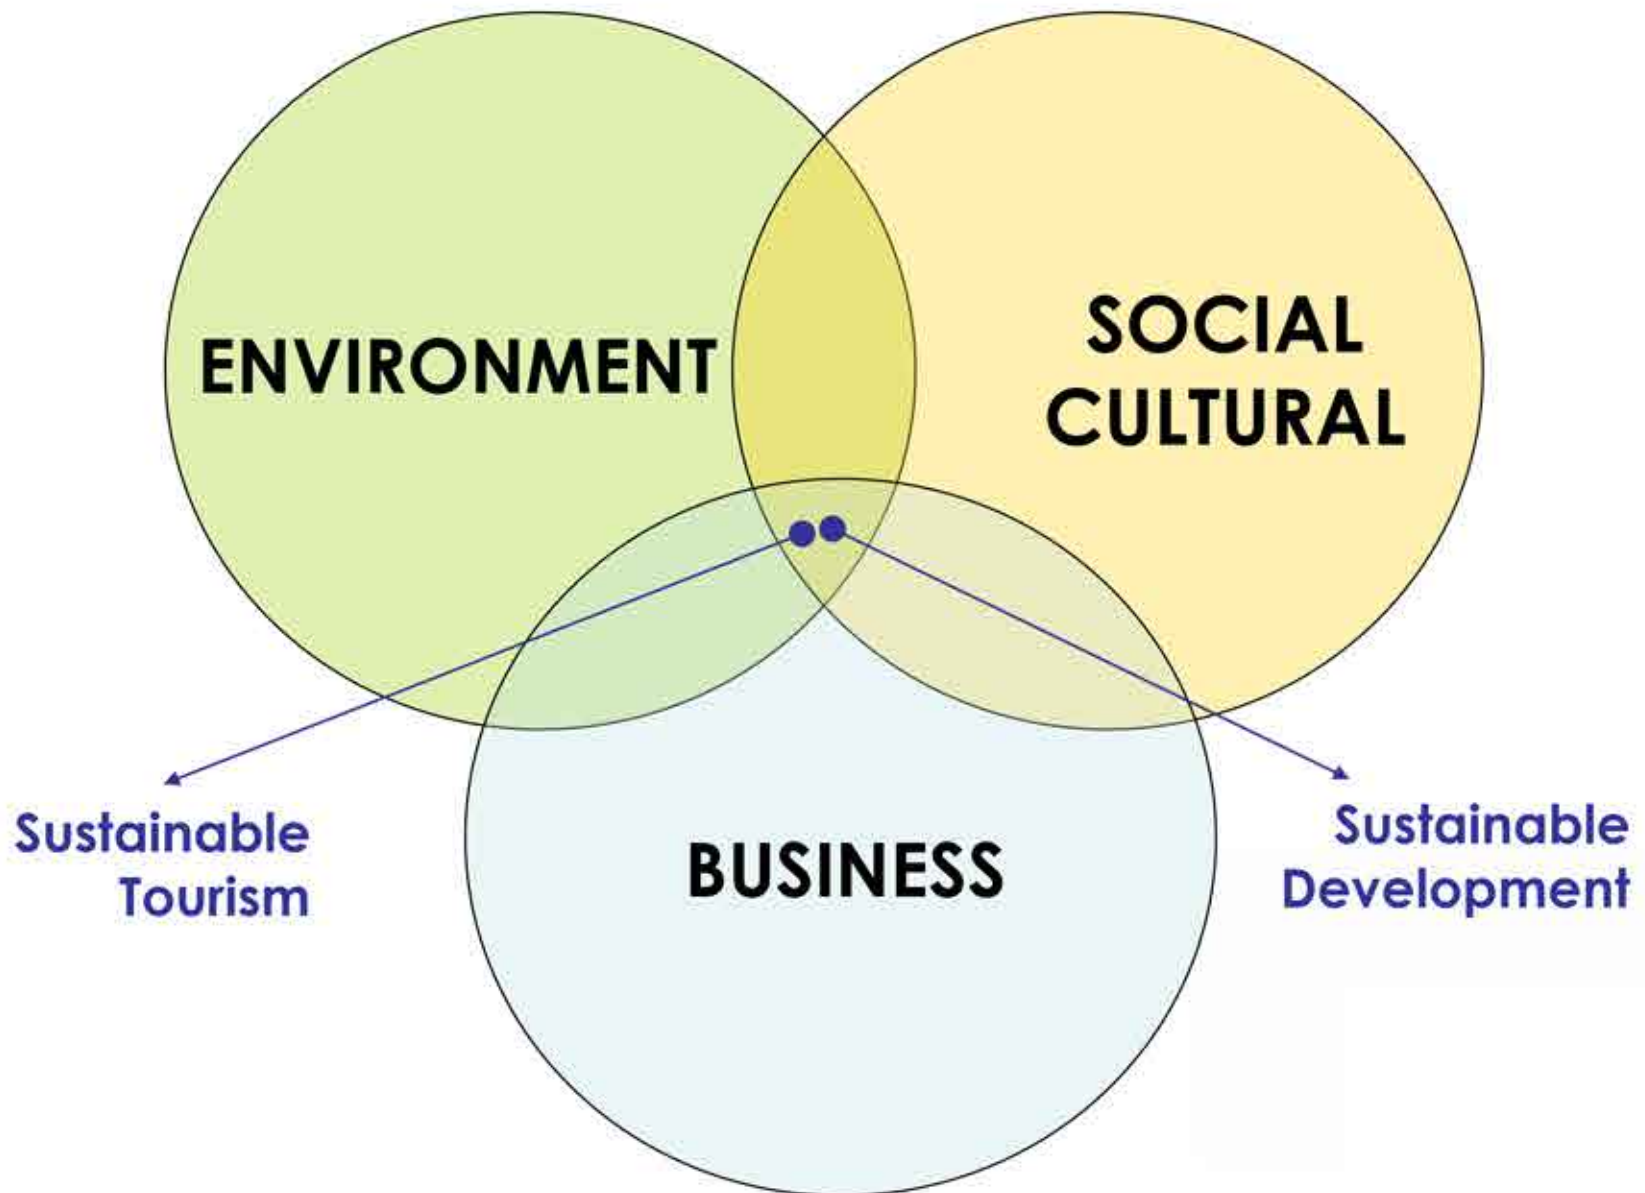 ENVIRONMENT
SOCIAL
CULTURAL
BUSINESS
Sustainable
Tourism
Sustainable
Development